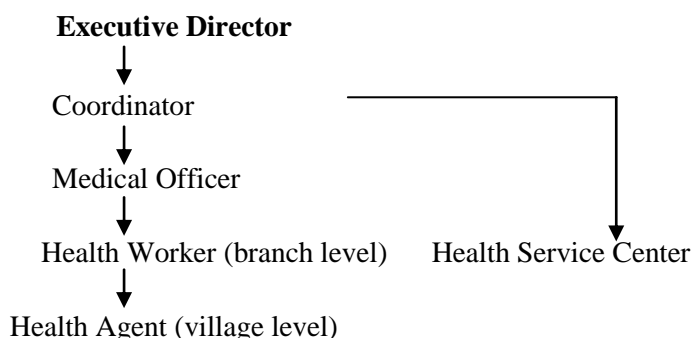 Executive Director
Coordinator
Medical Officer
Health Worker (branch level) Health Service Center
Health Agent (village level)